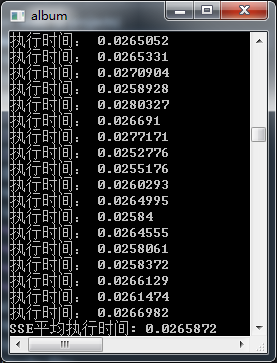 album
执行时间： 0.0265052
执行时间： 0.0265331
执行时间： 0.0270904
执行时间： 0.0258928
执行时间： 0.0280327
执行时间： 0.026691
执行时间： 0.0277171
执行时间： 0.0252776
执行时间： 0.0255176
执行时间： 0.0260293
执行时间： 0.0264995
执行时间： 0.02584
执行时间： 0.0264555
执行时间： 0.0258061
执行时间： 0.0258372
执行时间： 0.0266129
执行时间： 0.0261474
执行时间： 0.0266982
SSE平均执行时间：0.0265872